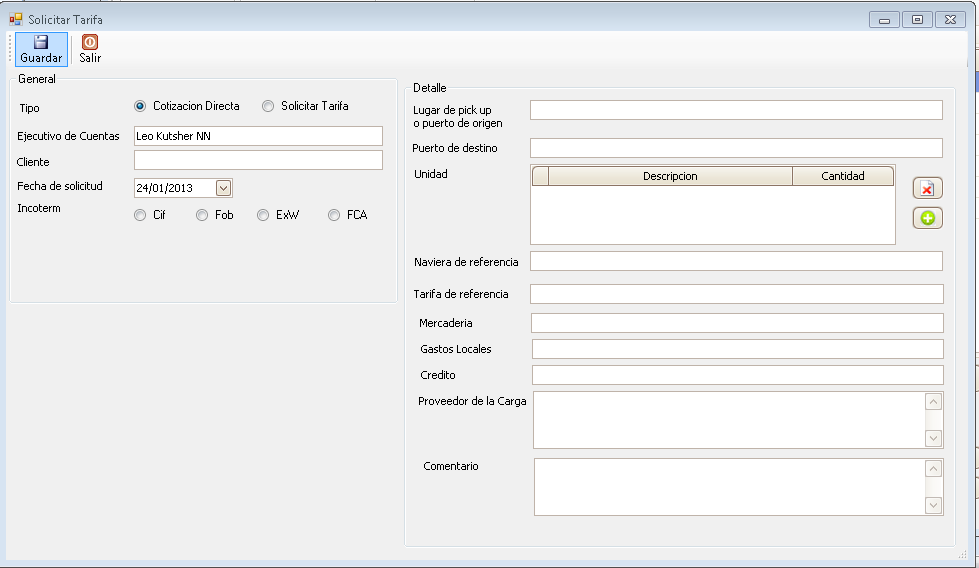 Solicitar Tarifa
Guardar
Salir
General
Tipo
Cotizacion Directa
Solicitar Tarifa
Ejecutivo de Cuentas
Leo Kutsher NN
Cliente
Fecha de solicitud
24/01/2013
Incoterm
Cif
Fob
ExW
FCA
Detalle
Lugar de pick up
o puerto de origen
Puerto de destino
Unidad
Descripcion
Cantidad
Naviera de referencia
Tarifa de referencia
Mercaderia
Gastos Locales
Credito
Proveedor de la Carga
Comentario